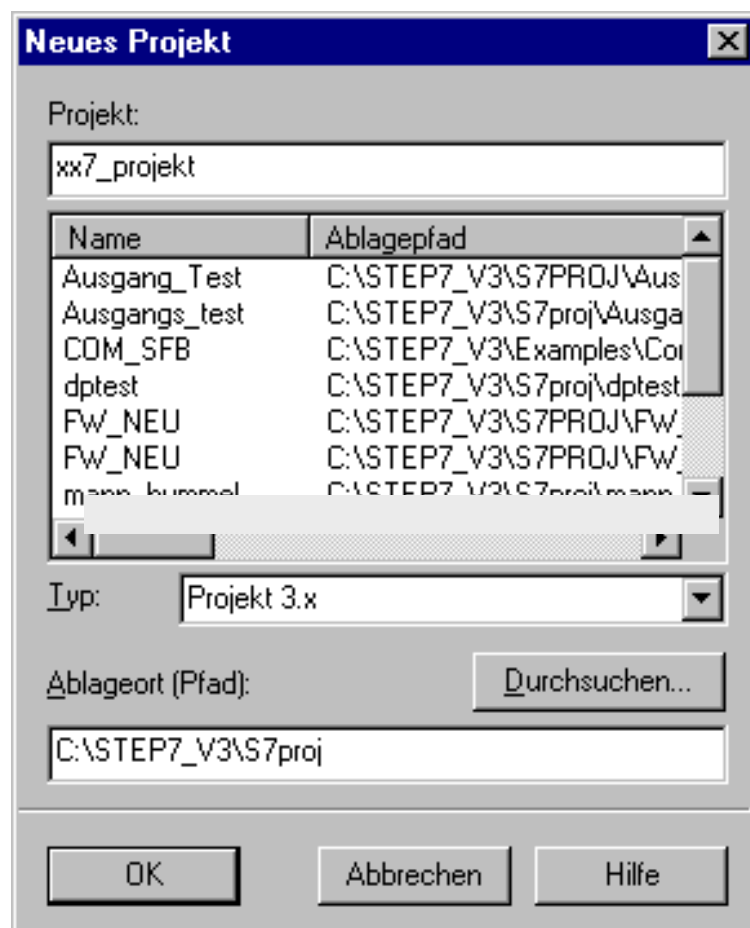 Neues Projekt
Projekt:
xx7_projekt
Name Ablagepfad
Ausgang_Test C:\STEP7_V3\S7PROJ\Aus
Ausgangs_test C:\STEP7_V3\S7proj\Ausga
COM_SFB C:\STEP7_V3\Examples\Co
dptest C:\STEP7_V3\S7proj\dptest
FW_NEU C:\STEP7_V3\S7PROJ\FW_
FW_NEU C:\STEP7_V3\S7PROJ\FW_
Typ: Projekt 3.x
Ablageort (Pfad): Durchsuchen...
C:\STEP7_V3\S7proj
OK Abbrechen Hilfe